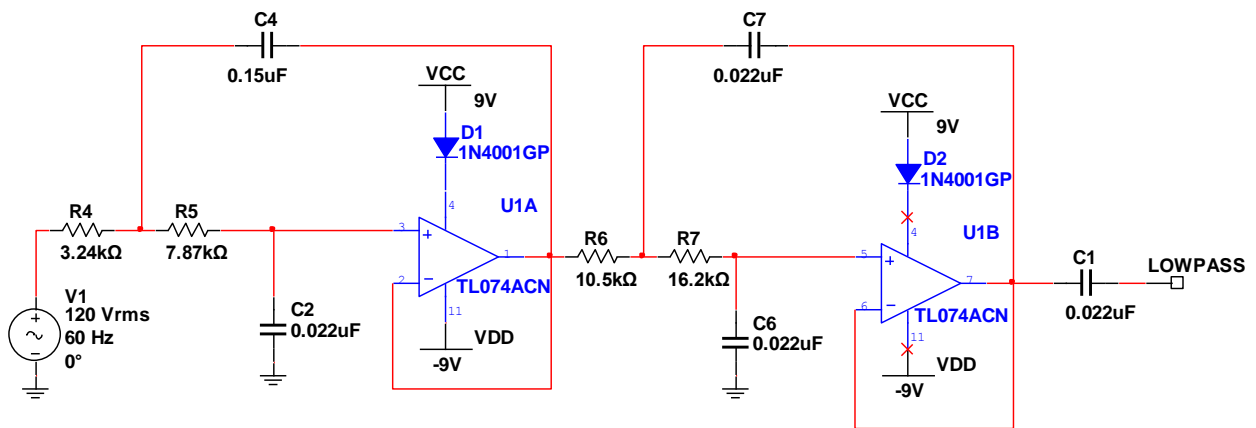 C4
0.15uF
VCC
9V
D1
1N4001GP
4
U1A
R4
3.24kΩ
R5
7.87kΩ
3
+
2
−
1
TL074ACN
11
VDD
-9V
V1
120 Vrms
60 Hz
0°
+
−
C2
0.022uF
C7
0.022uF
VCC
9V
D2
1N4001GP
4
U1B
R6
10.5kΩ
R7
16.2kΩ
5
+
6
−
7
TL074ACN
11
VDD
-9V
C6
0.022uF
C1
0.022uF
LOWPASS